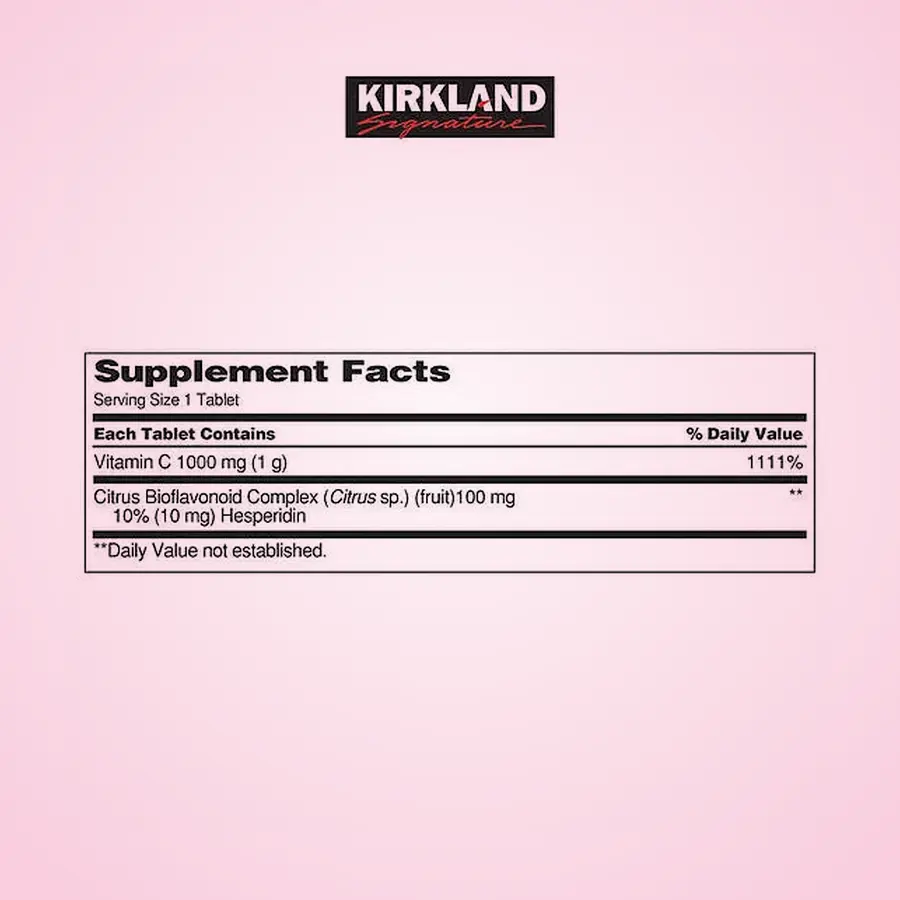 KIRKLAND
Signature
Supplement Facts
Serving Size 1 Tablet
Each Tablet Contains % Daily Value
Vitamin C 1000 mg (1 g) 1111%
Citrus Bioflavonoid Complex (Citrus sp.) (fruit)100 mg **
10% (10 mg) Hesperidin
**Daily Value not established.